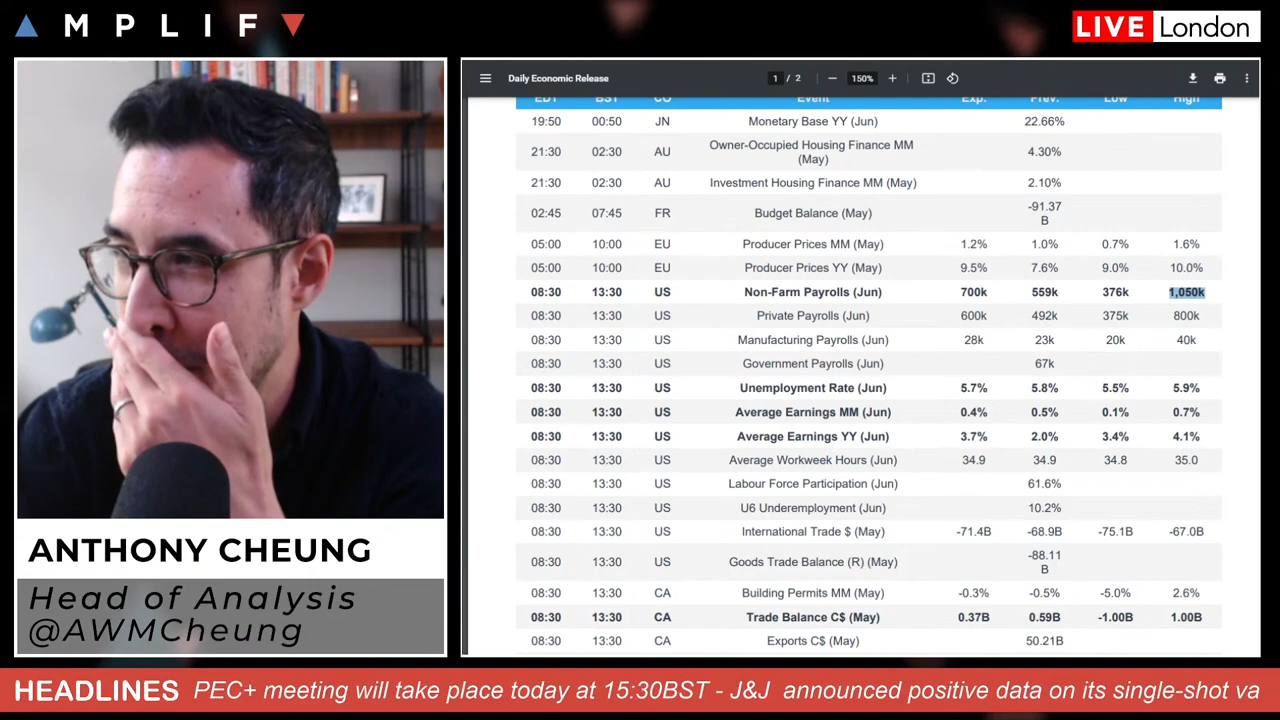 AMPLIFY
LIVE London
Daily Economic Release
1 / 2
150%
EDT BST CO Event Exp. Prev. Low High
19:50 00:50 JN Monetary Base YY (Jun) 22.66%
21:30 02:30 AU Owner-Occupied Housing Finance MM
(May) 4.30%
21:30 02:30 AU Investment Housing Finance MM (May) 2.10%
02:45 07:45 FR Budget Balance (May) -91.37
B
05:00 10:00 EU Producer Prices MM (May) 1.2% 1.0% 0.7% 1.6%
05:00 10:00 EU Producer Prices YY (May) 9.5% 7.6% 9.0% 10.0%
08:30 13:30 US Non-Farm Payrolls (Jun) 700k 559k 376k 1,050k
08:30 13:30 US Private Payrolls (Jun) 600k 492k 375k 800k
08:30 13:30 US Manufacturing Payrolls (Jun) 28k 23k 20k 40k
08:30 13:30 US Government Payrolls (Jun) 67k
08:30 13:30 US Unemployment Rate (Jun) 5.7% 5.8% 5.5% 5.9%
08:30 13:30 US Average Earnings MM (Jun) 0.4% 0.5% 0.1% 0.7%
08:30 13:30 US Average Earnings YY (Jun) 3.7% 2.0% 3.4% 4.1%
08:30 13:30 US Average Workweek Hours (Jun) 34.9 34.9 34.8 35.0
08:30 13:30 US Labour Force Participation (Jun) 61.6%
08:30 13:30 US U6 Underemployment (Jun) 10.2%
08:30 13:30 US International Trade $ (May) -71.4B -68.9B -75.1B -67.0B
08:30 13:30 US Goods Trade Balance (R) (May) -88.11
B
08:30 13:30 CA Building Permits MM (May) -0.3% -0.5% -5.0% 2.6%
08:30 13:30 CA Trade Balance C$ (May) 0.37B 0.59B -1.00B 1.00B
08:30 13:30 CA Exports C$ (May) 50.21B
ANTHONY CHEUNG
Head of Analysis
@AWMCheung
HEADLINES PEC+ meeting will take place today at 15:30BST - J&J announced positive data on its single-shot va